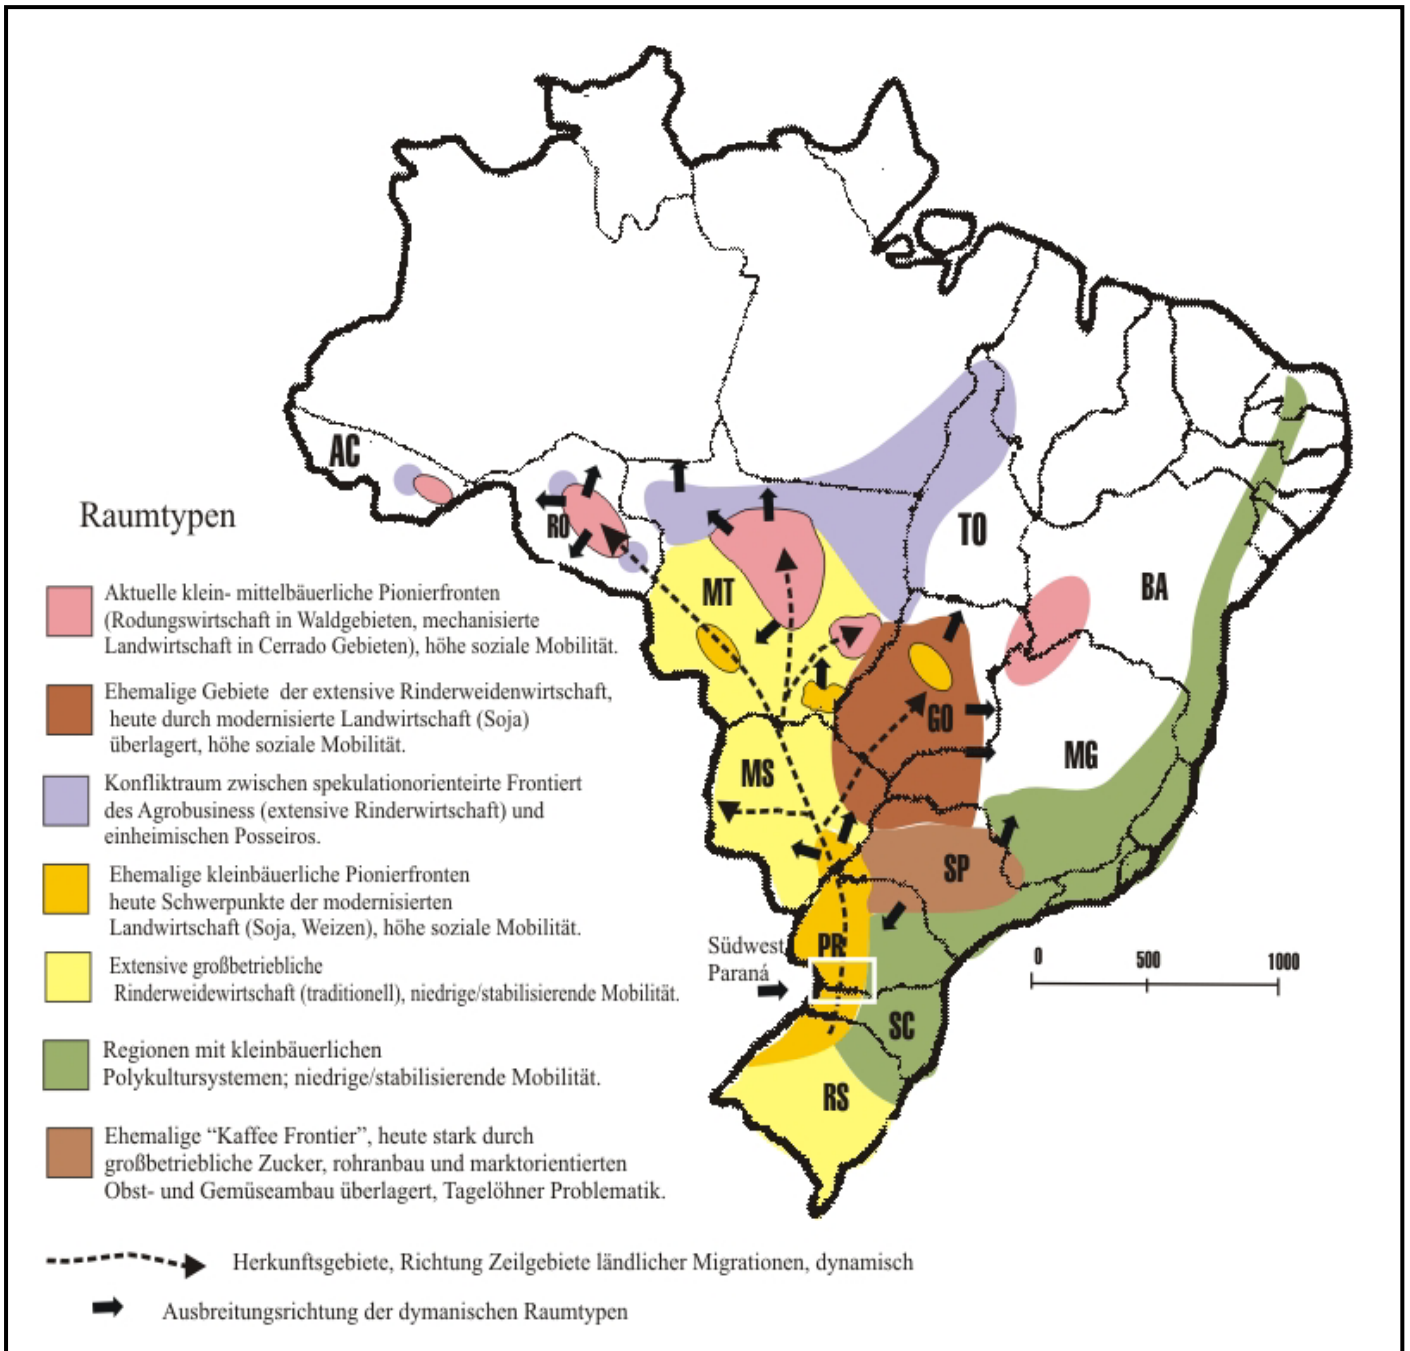 AC
RO
MT
TO
BA
GO
MS
MG
SP
Südwest
Paraná
PR
SC
RS
0 500 1000
Raumtypen
Aktuelle klein- mittelbäuerliche Pionierfronten
(Rodungswirtschaft in Waldgebieten, mechanisierte
Landwirtschaft in Cerrado Gebieten), höhe soziale Mobilität.
Ehemalige Gebiete der extensive Rinderweidenwirtschaft,
heute durch modernisierte Landwirtschaft (Soja)
überlagert, höhe soziale Mobilität.
Konfliktraum zwischen spekulationorienteirte Frontiert
des Agrobusiness (extensive Rinderwirtschaft) und
einheimischen Posseiros.
Ehemalige kleinbäuerliche Pionierfronten
heute Schwerpunkte der modernisierten
Landwirtschaft (Soja, Weizen), höhe soziale Mobilität.
Extensive großbetriebliche
Rinderweidewirtschaft (traditionell), niedrige/stabilisierende Mobilität.
Regionen mit kleinbäuerlichen
Polykultursystemen; niedrige/stabilisierende Mobilität.
Ehemalige “Kaffee Frontier”, heute stark durch
großbetriebliche Zucker, rohranbau und marktorientierten
Obst- und Gemüseambau überlagert, Tagelöhner Problematik.
Herkunftsgebiete, Richtung Zeilgebiete ländlicher Migrationen, dynamisch
Ausbreitungsrichtung der dymanischen Raumtypen